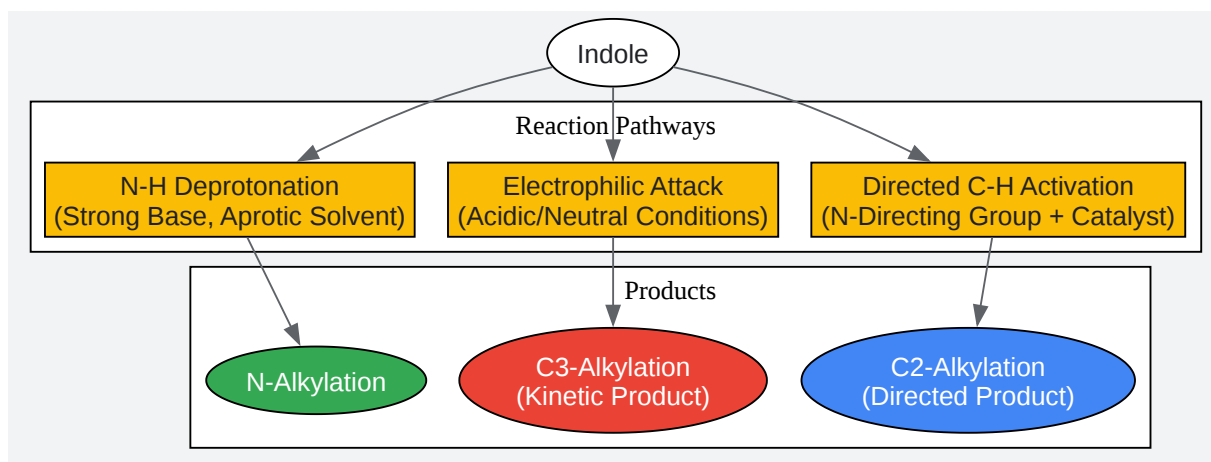 Indole
Reaction Pathways
N-H Deprotonation
(Strong Base, Aprotic Solvent)
Electrophilic Attack
(Acidic/Neutral Conditions)
Directed C-H Activation
(N-Directing Group + Catalyst)
Products
N-Alkylation
C3-Alkylation
(Kinetic Product)
C2-Alkylation
(Directed Product)